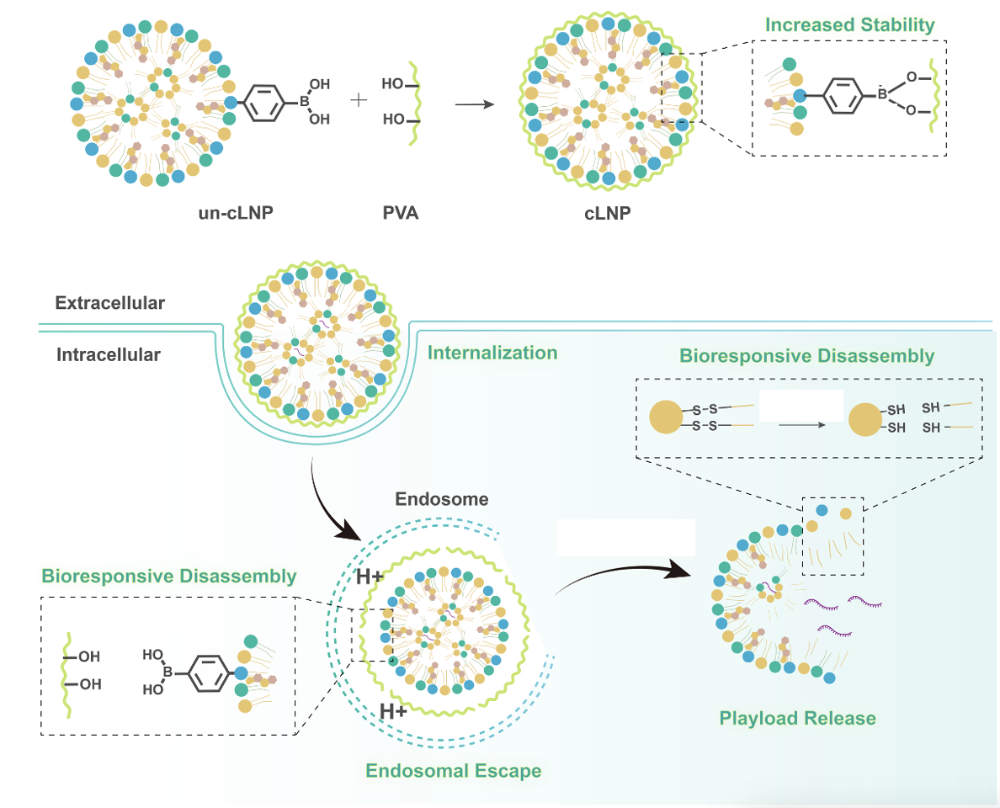 Increased Stability
B
OH
OH
+
HO
HO
B
-
O
O
un-cLNP
PVA
cLNP
Extracellular
Intracellular
Internalization
Bioresponsive Disassembly
S-S
S-S
SH
SH
SH
SH
Endosome
Bioresponsive Disassembly
H+
OH
OH
HO
B
HO
H+
Playload Release
Endosomal Escape